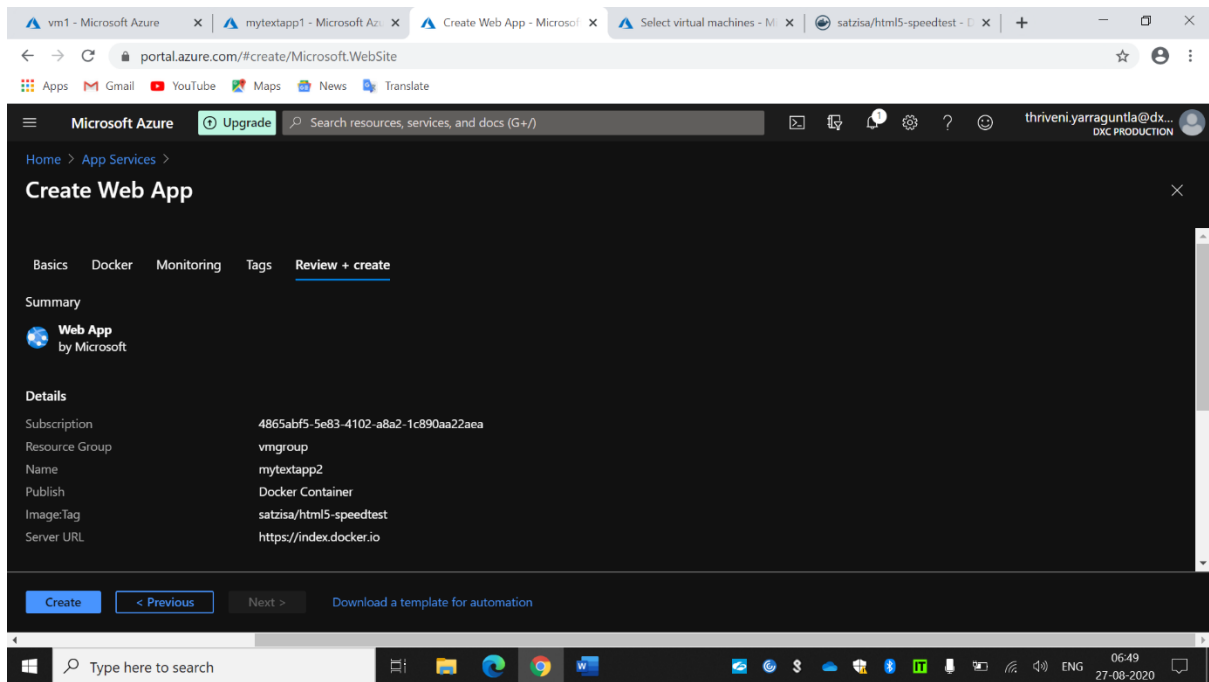 vm1 - Microsoft Azure
mytextapp1 - Microsoft Az
Create Web App - Microsof
Select virtual machines - M
satzisa/html5-speedtest - D
portal.azure.com/#create/Microsoft.WebSite
Apps Gmail YouTube Maps News Translate
Microsoft Azure Upgrade Search resources, services, and docs (G+/) 1 thriveni.yarraguntla@dx...
DXC PRODUCTION
Home > App Services >
Create Web App
Basics Docker Monitoring Tags Review + create
Summary
Web App
by Microsoft
Details
Subscription 4865abf5-5e83-4102-a8a2-1c890aa22aea
Resource Group vmgroup
Name mytextapp2
Publish Docker Container
Image:Tag satzisa/html5-speedtest
Server URL https://index.docker.io
Create < Previous Next > Download a template for automation
Type here to search ENG 06:49
27-08-2020